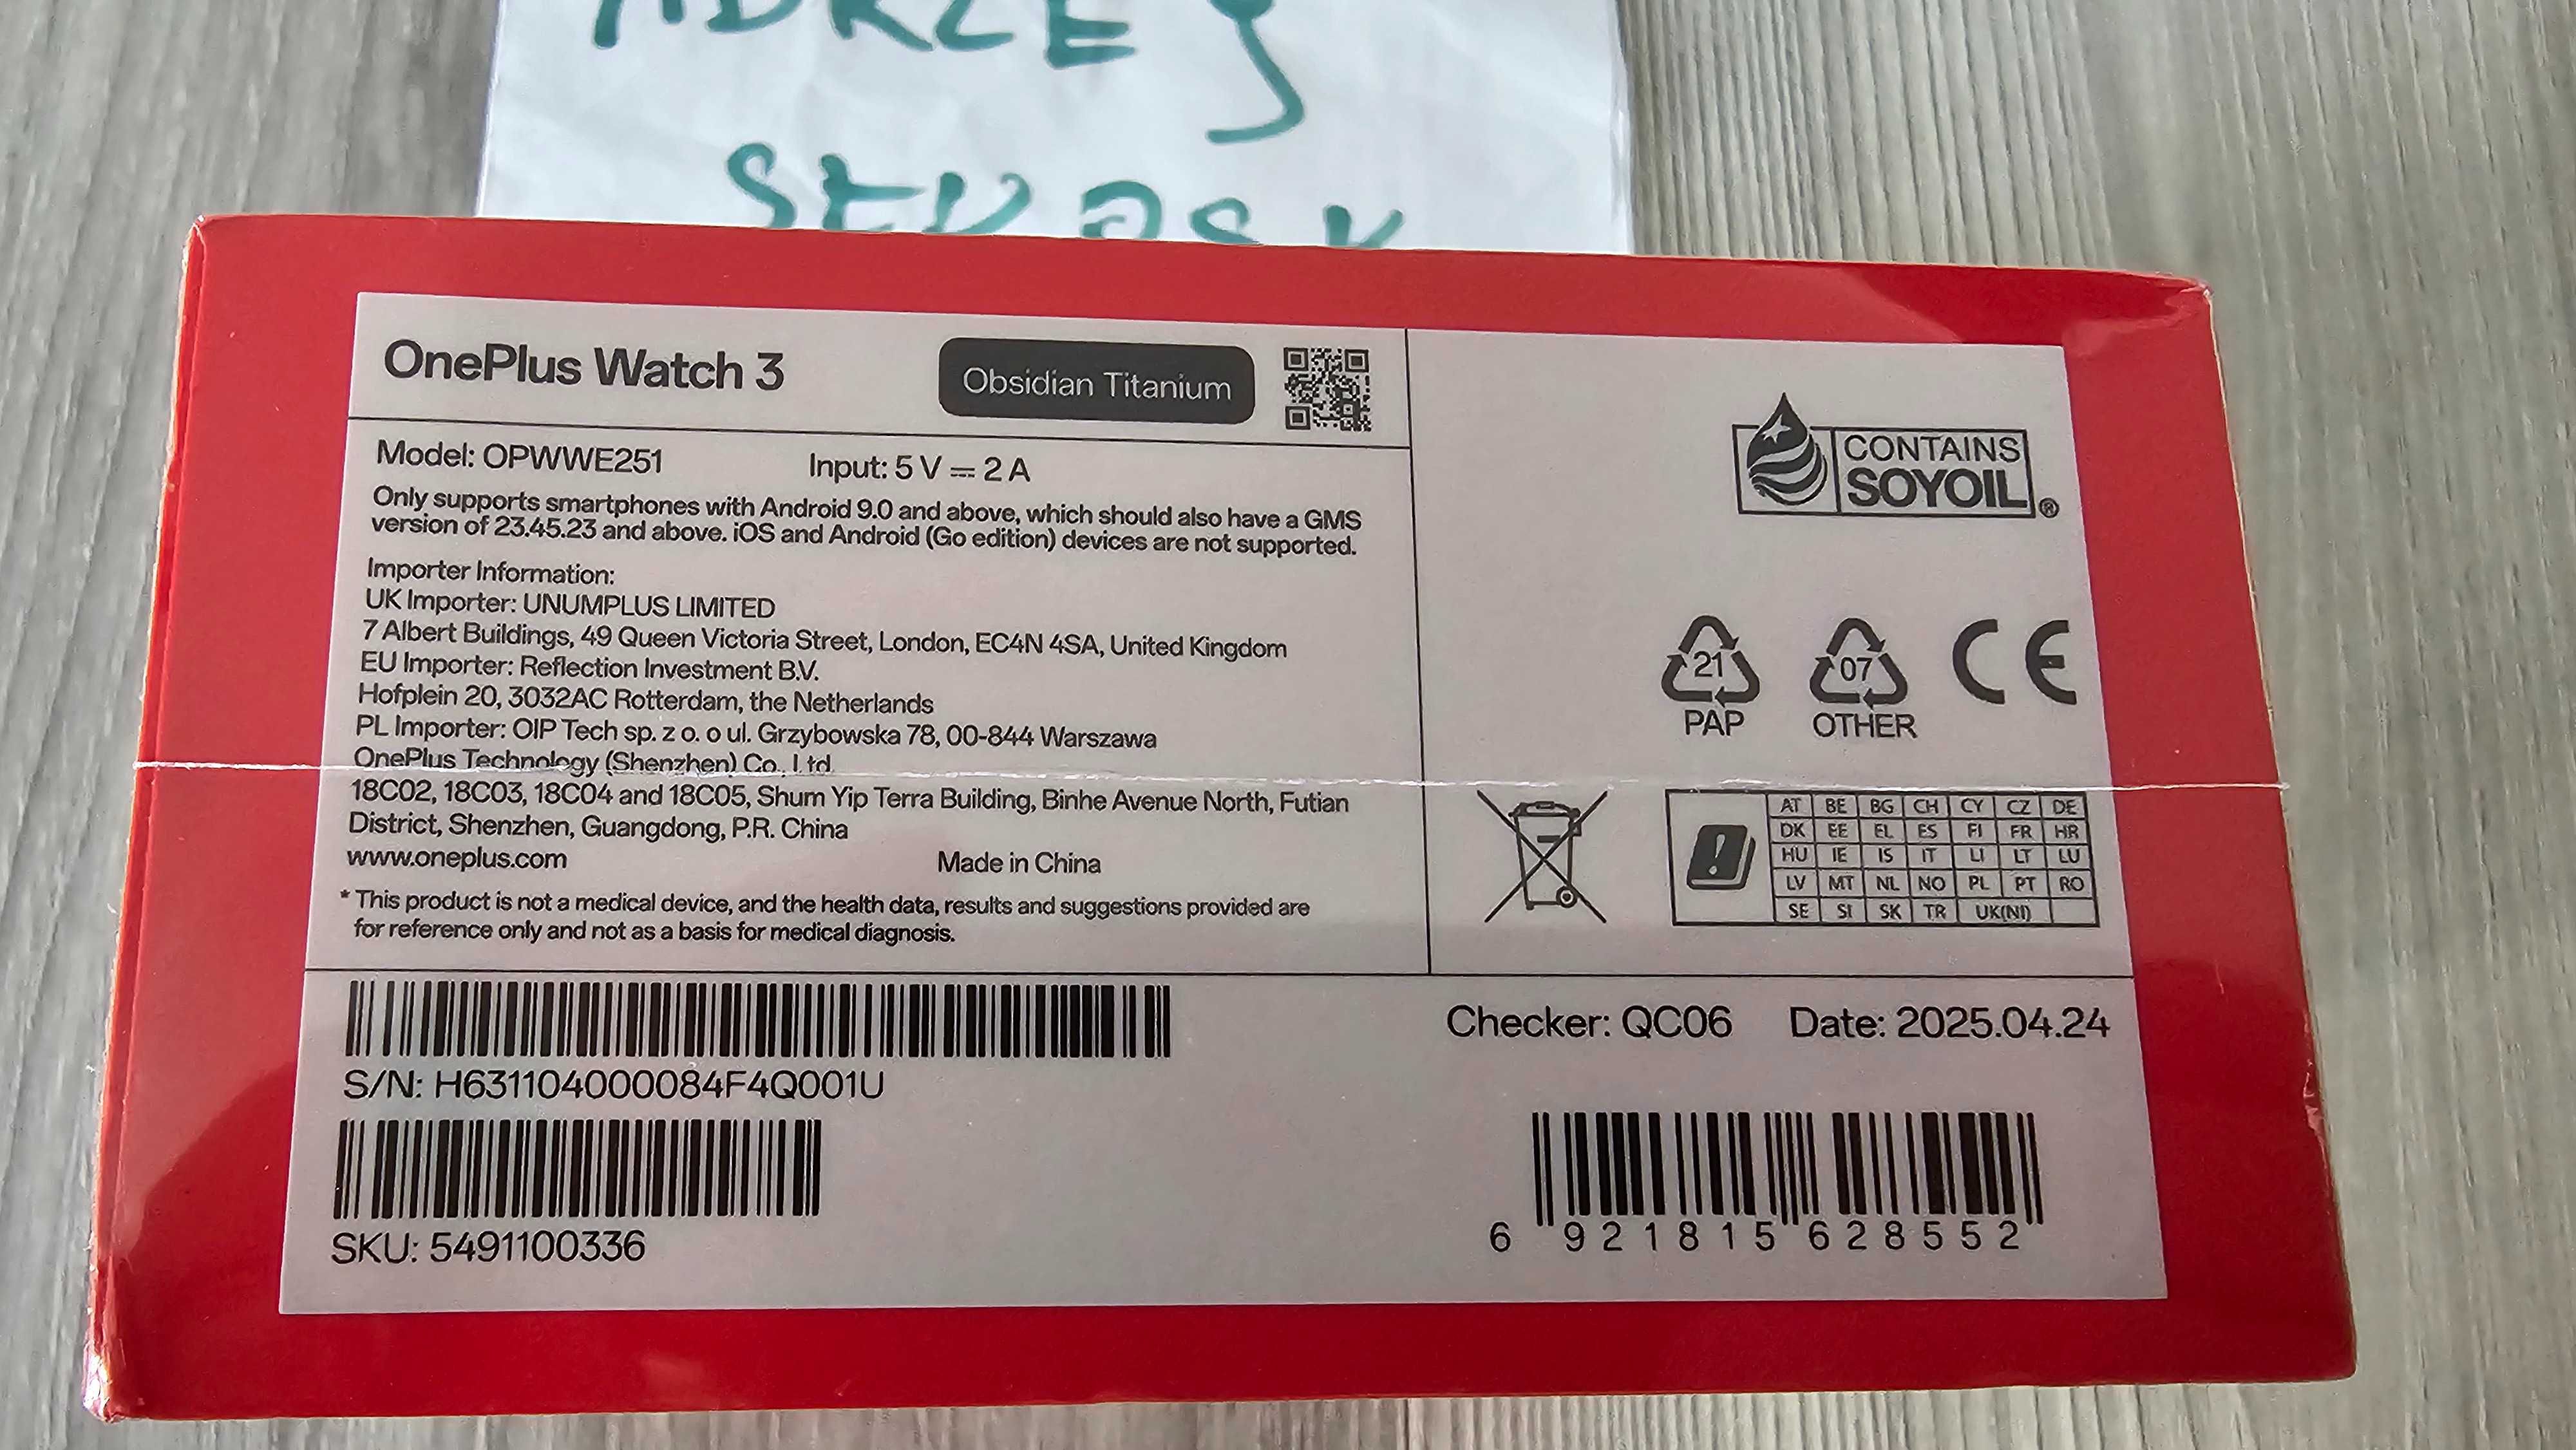 OnePlus Watch 3
Obsidian Titanium
Model: OPWWE251 Input: 5 V ⎓ 2 A
Only supports smartphones with Android 9.0 and above, which should also have a GMS
version of 23.45.23 and above. iOS and Android (Go edition) devices are not supported.
Importer Information:
UK Importer: UNUMPLUS LIMITED
7 Albert Buildings, 49 Queen Victoria Street, London, EC4N 4SA, United Kingdom
EU Importer: Reflection Investment B.V.
Hofplein 20, 3032AC Rotterdam, the Netherlands
PL Importer: OIP Tech sp. z o. o ul. Grzybowska 78, 00-844 Warszawa
OnePlus Technology (Shenzhen) Co., Ltd.
18C02, 18C03, 18C04 and 18C05, Shum Yip Terra Building, Binhe Avenue North, Futian
District, Shenzhen, Guangdong, P.R. China
www.oneplus.com Made in China
* This product is not a medical device, and the health data, results and suggestions provided are
for reference only and not as a basis for medical diagnosis.
CONTAINS
SOYOIL®
21 07 CE
PAP OTHER
! 
AT BE BG CH CY CZ DE
DK EE EL ES FI FR HR
HU IE IS IT LI LT LU
LV MT NL NO PL PT RO
SE SI SK TR UK(NI)
S/N: H631104000084F4Q001U
SKU: 5491100336
Checker: QC06 Date: 2025.04.24
6 921815 628552